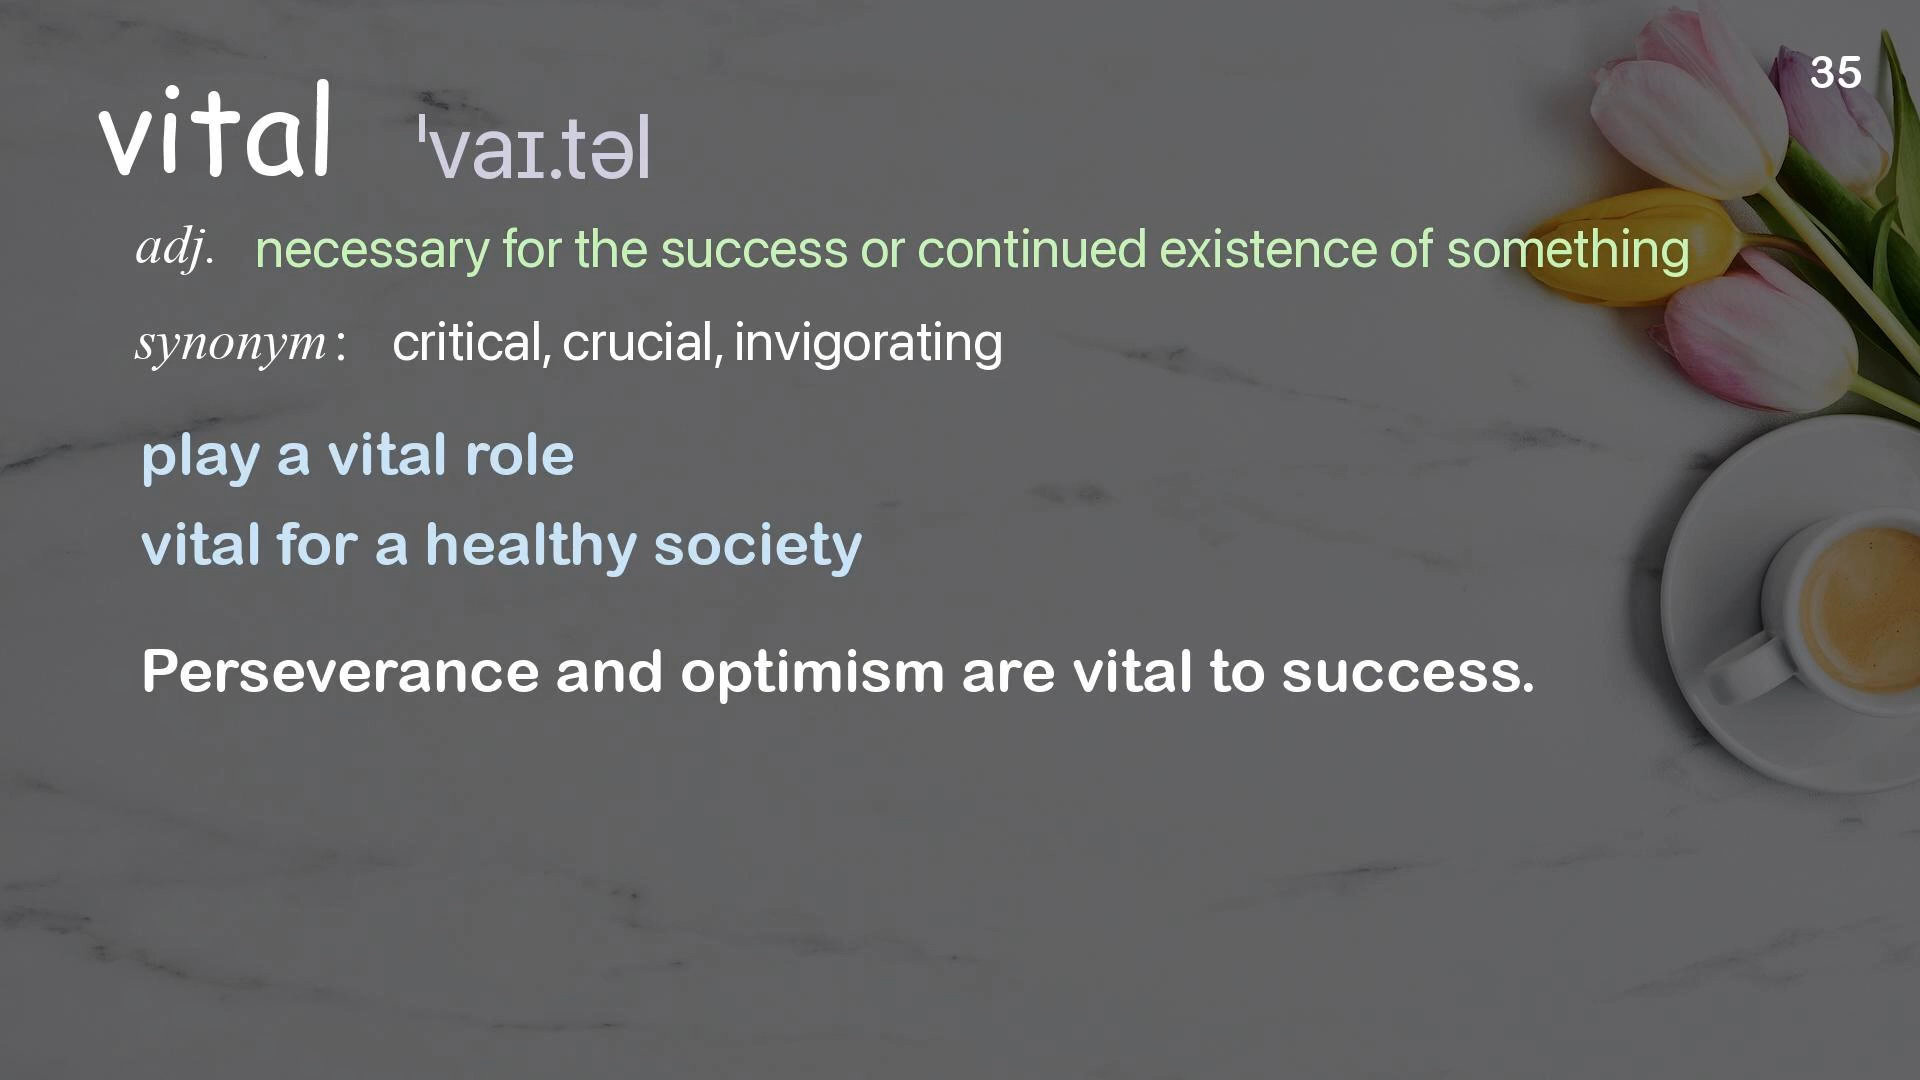 35
vital ˈvaɪ.təl
adj. necessary for the success or continued existence of something
synonym: critical, crucial, invigorating
play a vital role
vital for a healthy society
Perseverance and optimism are vital to success.